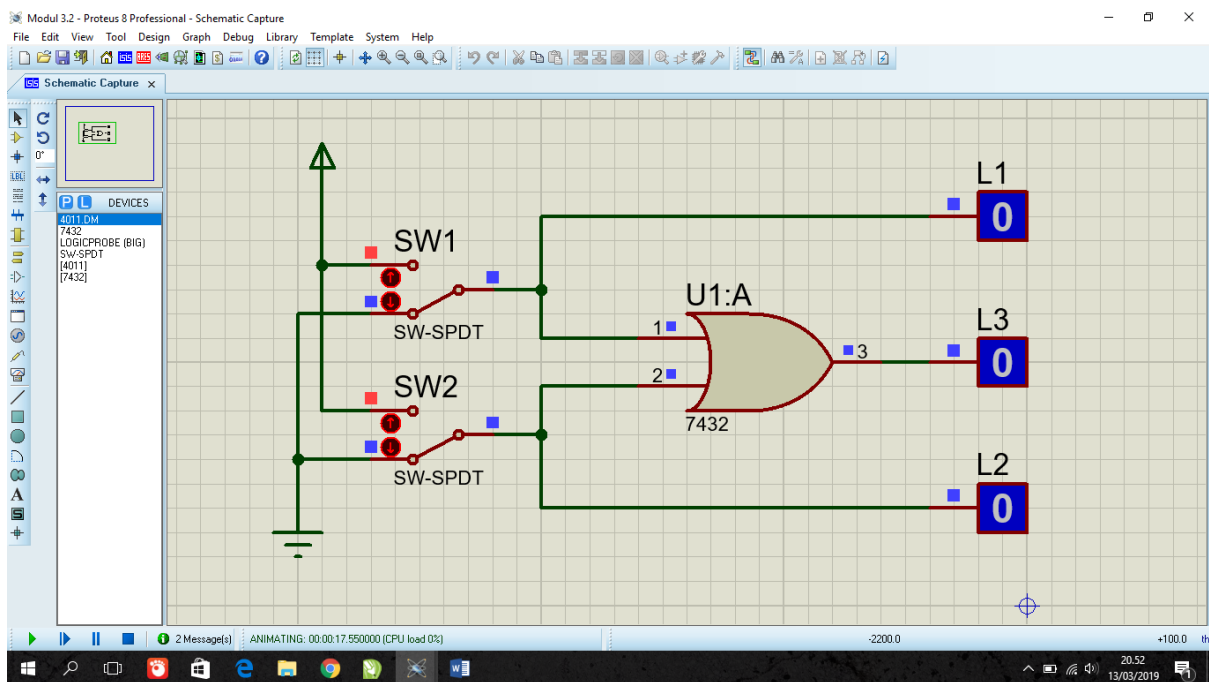 Modul 3.2 - Proteus 8 Professional - Schematic Capture
File Edit View Tool Design Graph Debug Library Template System Help
Schematic Capture x
0°
LBL
P L DEVICES
4011.DM
7432
LOGICPROBE (BIG)
SW-SPDT
[4011]
[7432]
A
S
L1
0
SW1
SW-SPDT
U1:A
1
2
3
7432
L3
0
SW2
SW-SPDT
L2
0
2 Message(s) ANIMATING: 00:00:17.550000 (CPU load 0%) -2200.0 +100.0 th
20.52
13/03/2019
1